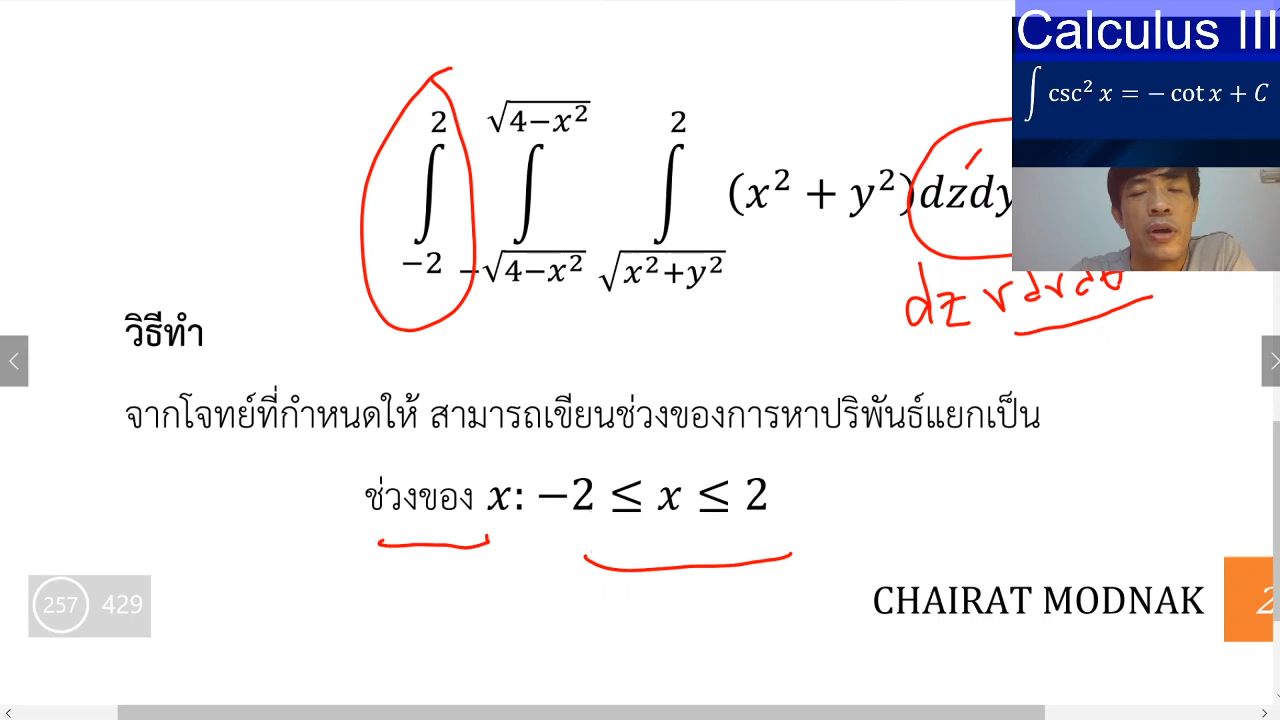 Calculus III
∫ csc² x = − cot x + C
∫_{−2}^{2} ∫_{−√(4−x²)}^{√(4−x²)} ∫_{√(x²+y²)}^{2} (x² + y²)dzdy
dz r dr dθ
วิธีทำ
จากโจทย์ที่กำหนดให้ สามารถเขียนช่วงของการหาปริพันธ์แยกเป็น
ช่วงของ x: −2 ≤ x ≤ 2
257 429
CHAIRAT MODNAK
2